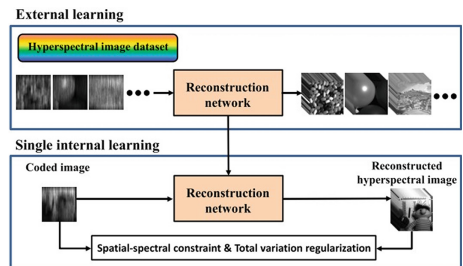 External learning
Hyperspectral image dataset
Reconstruction
network
Single internal learning
Coded image
Reconstructed
hyperspectral image
Reconstruction
network
Spatial-spectral constraint & Total variation regularization